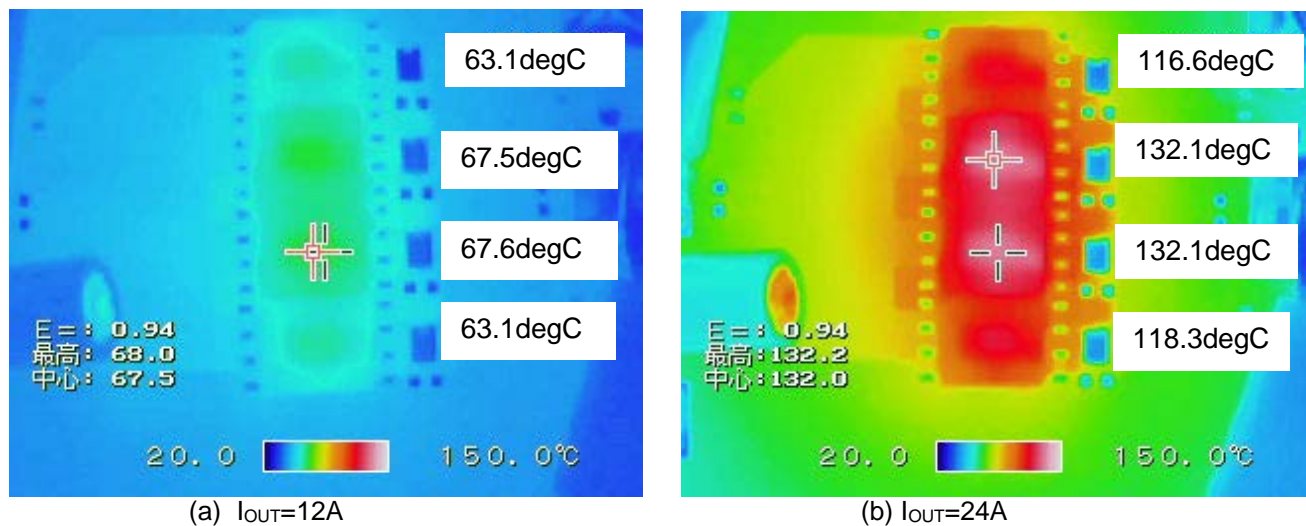 63.1degC
67.5degC
67.6degC
63.1degC
E=: 0.94
最高: 68.0
中心: 67.5
20.0 150.0℃
(a) IOUT=12A
116.6degC
132.1degC
132.1degC
118.3degC
E=: 0.94
最高:132.2
中心:132.0
20.0 150.0℃
(b) IOUT=24A